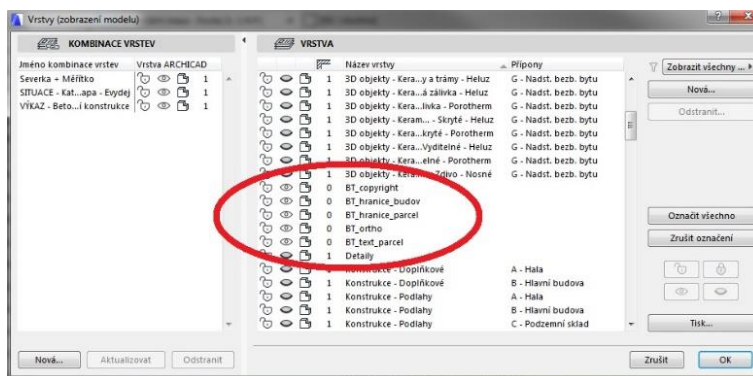 Vrstvy (zobrazení modelu)
KOMBINACE VRSTEV
Jméno kombinace vrstev Vrstva ARCHICAD
Severka + Měřítko 1
SITUACE - Kat...apa - Evydej 1
VÝKAZ - Beto...í konstrukce 1
VRSTVA
Název vrstvy Přípony
1 3D objekty - Kera...y a trámy - Heluz G - Nadst. bezb. bytu
1 3D objekty - Kera...á zálivka - Heluz G - Nadst. bezb. bytu
1 3D objekty - Kera...livka - Porotherm G - Nadst. bezb. bytu
1 3D objekty - Keram... - Skryté - Heluz G - Nadst. bezb. bytu
1 3D objekty - Kera...kryté - Porotherm G - Nadst. bezb. bytu
1 3D objekty - Kera...Vyditelné - Heluz G - Nadst. bezb. bytu
1 3D objekty - Kera...elné - Porotherm G - Nadst. bezb. bytu
1 3D objekty - Kera... Zdivo - Nosné G - Nadst. bezb. bytu
0 BT_copyright
0 BT_hranice_budov
0 BT_hranice_parcel
0 BT_ortho
0 BT_text_parcel
1 Detaily
1 Konstrukce - Doplňkové A - Hala
1 Konstrukce - Doplňkové B - Hlavní budova
1 Konstrukce - Podlahy A - Hala
1 Konstrukce - Podlahy B - Hlavní budova
1 Konstrukce - Podlahy C - Podzemní sklad
Zobrazit všechny ...
Nová...
Odstranit...
Označit všechno
Zrušit označení
Tisk...
Nová... Aktualizovat Odstranit
Zrušit OK